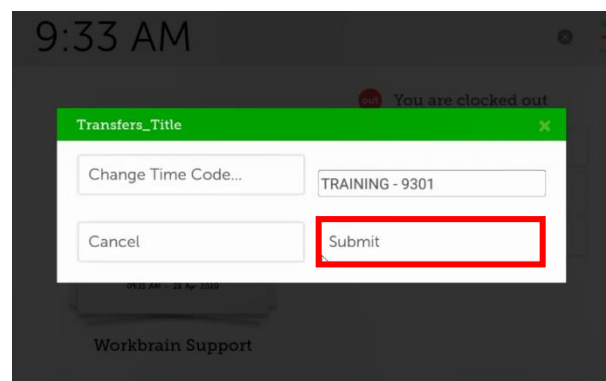 9:33 AM
out You are clocked out
Transfers_Title
Change Time Code...
TRAINING - 9301
Cancel
Submit
09:33 AM - 28 Apr 2020
Workbrain Support